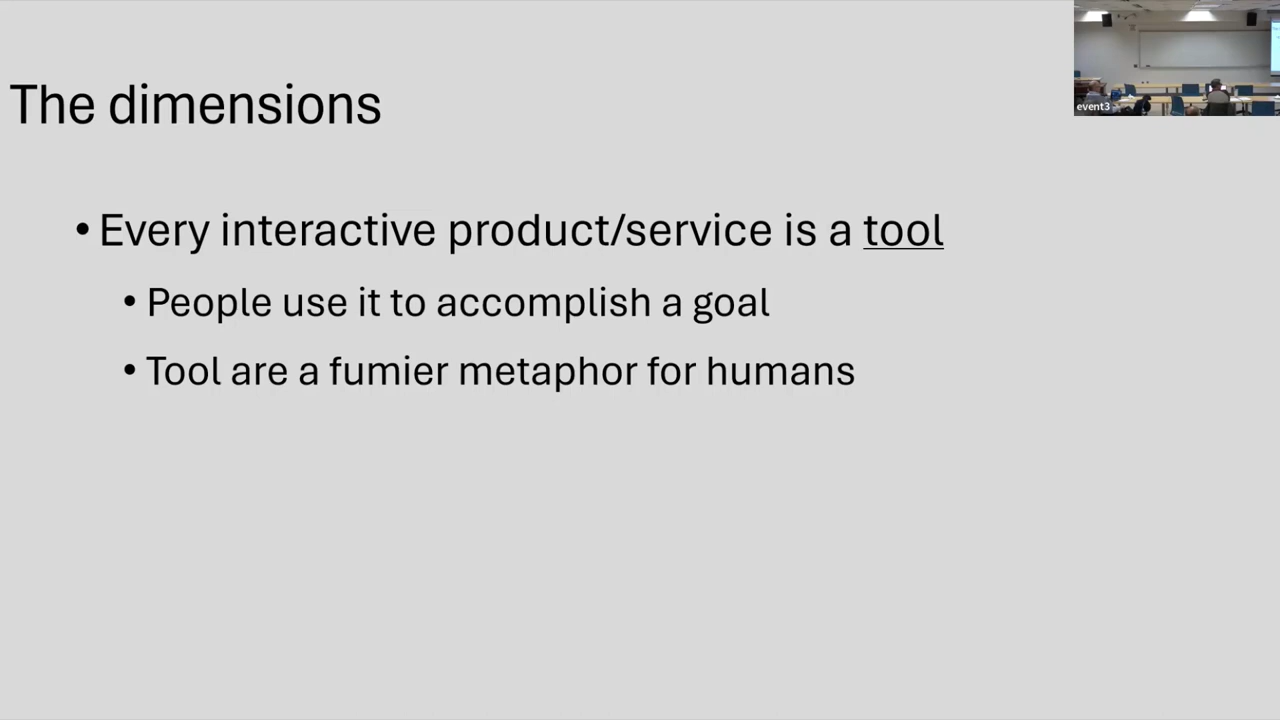 The dimensions
• Every interactive product/service is a tool
• People use it to accomplish a goal
• Tool are a fumier metaphor for humans
event3